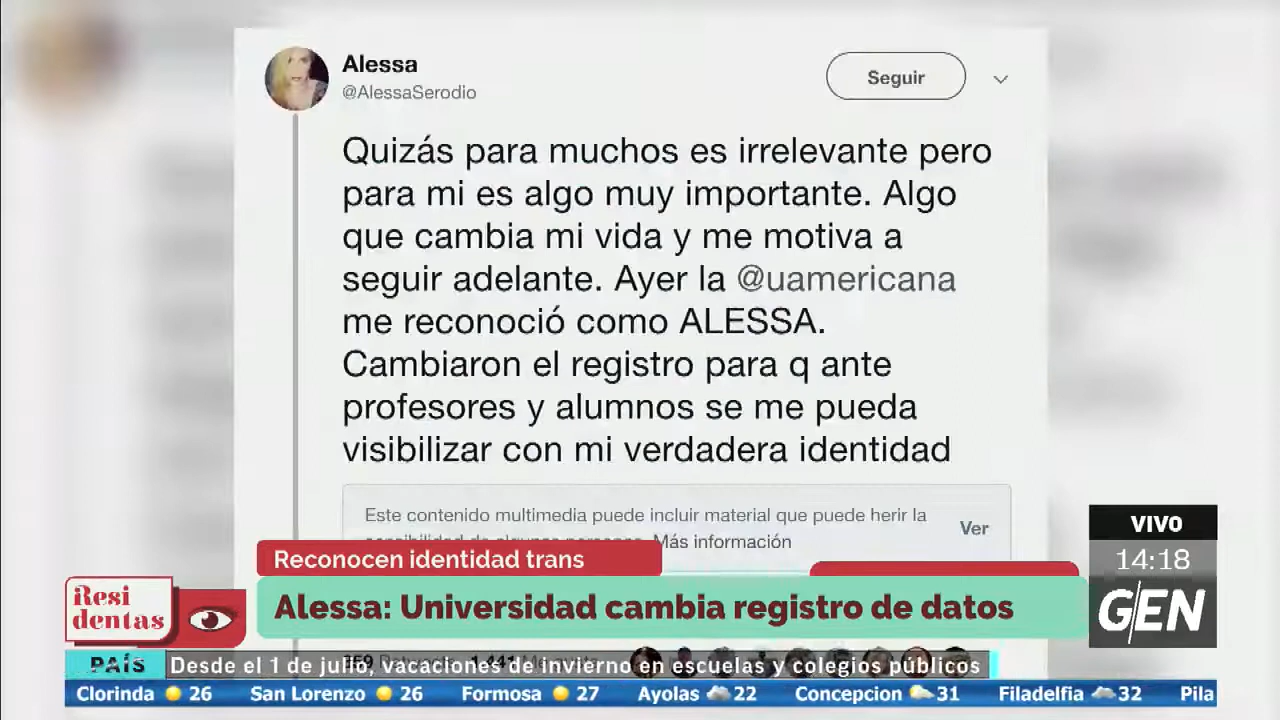 Alessa
@AlessaSerodio
Seguir
Quizás para muchos es irrelevante pero
para mi es algo muy importante. Algo
que cambia mi vida y me motiva a
seguir adelante. Ayer la @uamericana
me reconoció como ALESSA.
Cambiaron el registro para q ante
profesores y alumnos se me pueda
visibilizar con mi verdadera identidad
Este contenido multimedia puede incluir material que puede herir la
Más información
Ver
VIVO
14:18
GEN
Reconocen identidad trans
Resi
dentas
Alessa: Universidad cambia registro de datos
PAÍS Desde el 1 de julio, vacaciones de invierno en escuelas y colegios públicos
Clorinda 26 San Lorenzo 26 Formosa 27 Ayolas 22 Concepcion 31 Filadelfia 32 Pila